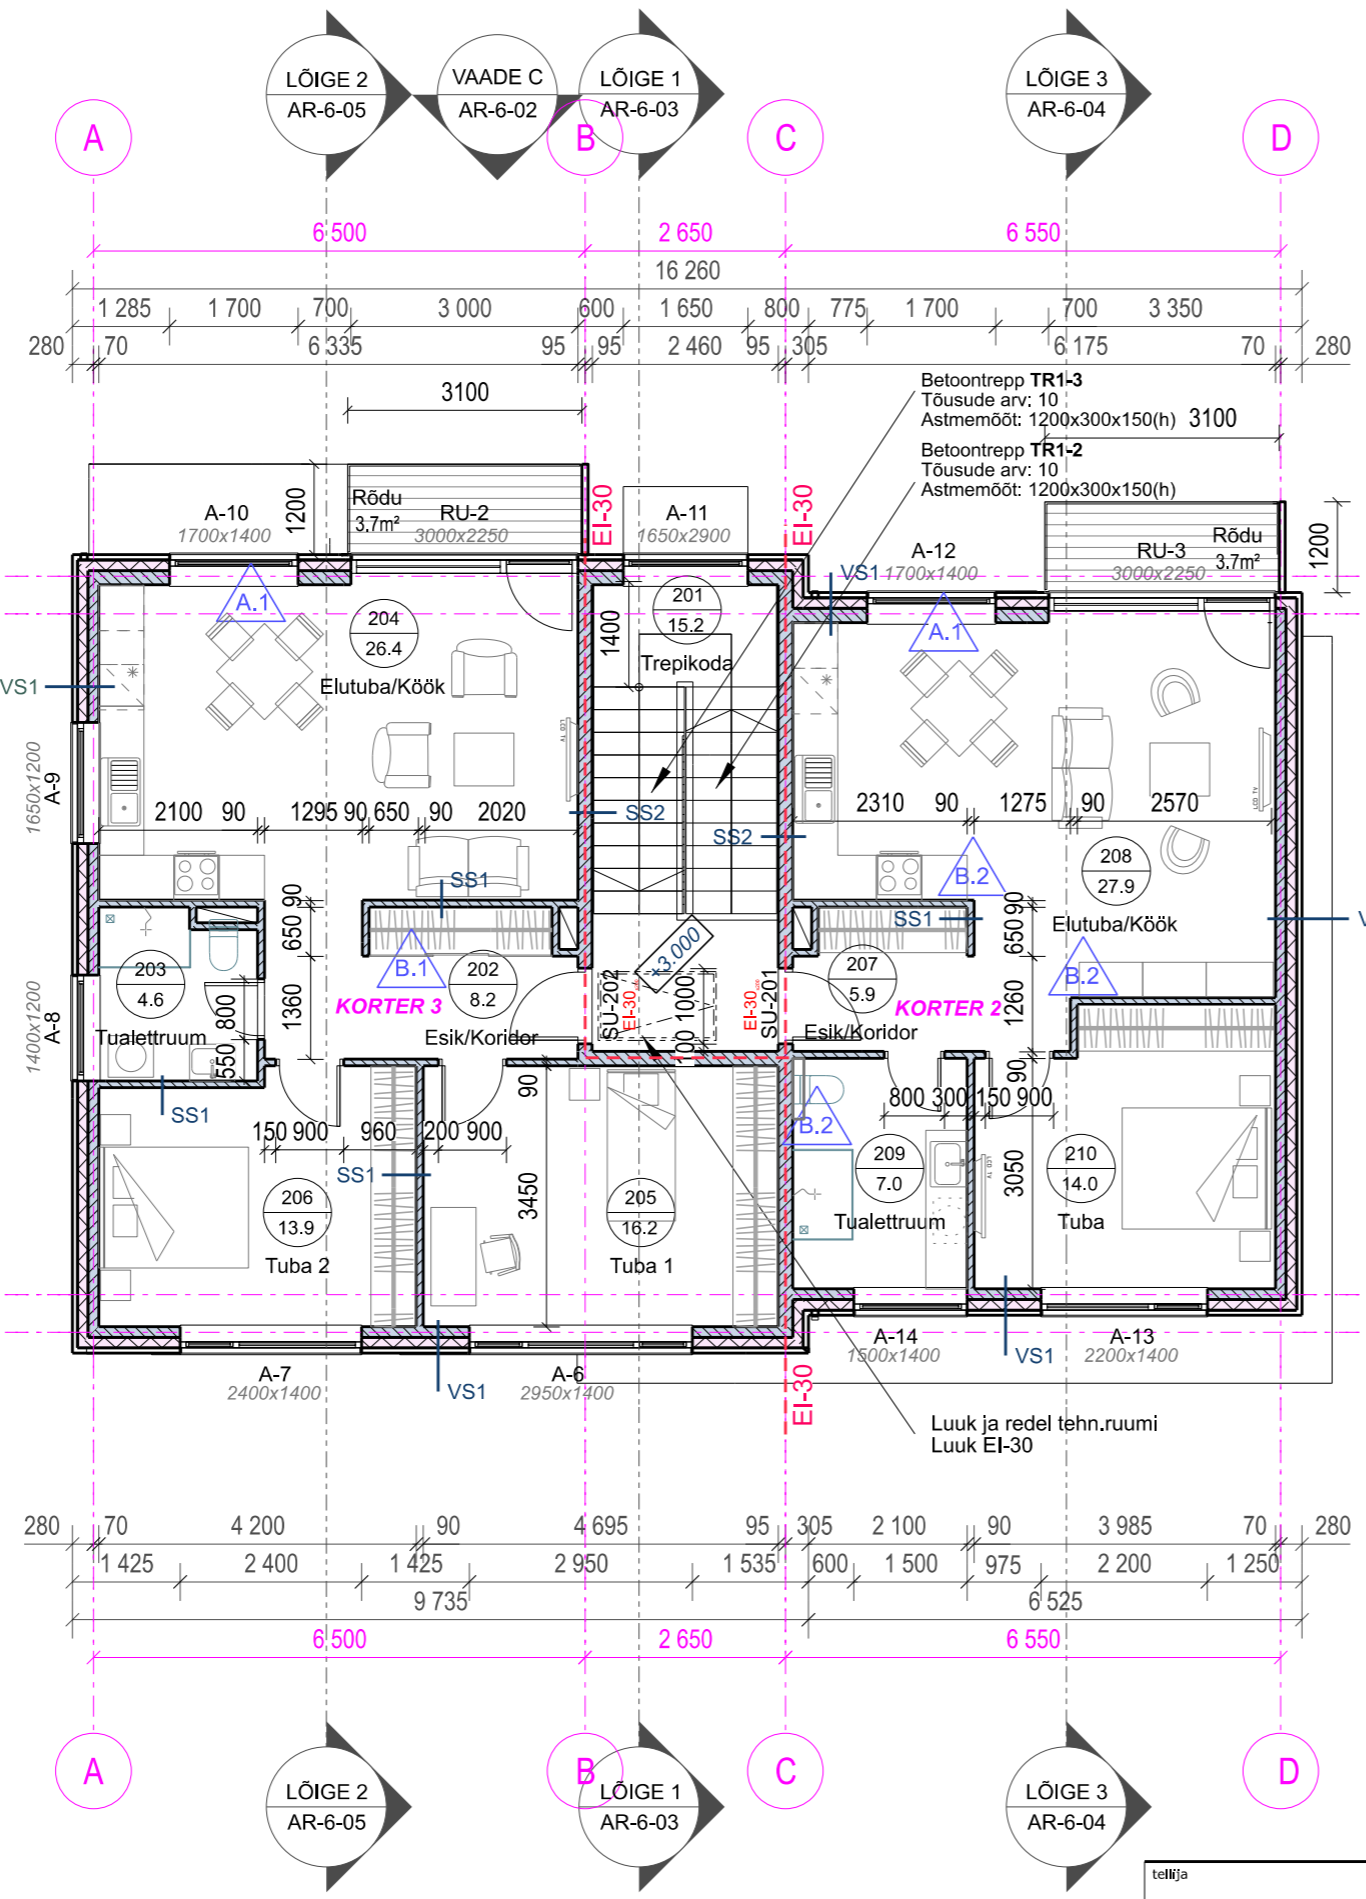 LÕIGE 2
AR-6-05
VAADE C
AR-6-02
LÕIGE 1
AR-6-03
LÕIGE 3
AR-6-04
A
B
C
D
6 500
2 650
6 550
16 260
1 285
1 700
700
3 000
600
1 650
800
775
1 700
700
3 350
280
70
6 335
95
95
2 460
95
305
6 175
70
280
3100
Betoontrepp TR1-3
Tõusude arv: 10
Astmemõõt: 1200x300x150(h)
3100
Betoontrepp TR1-2
Tõusude arv: 10
Astmemõõt: 1200x300x150(h)
A-10
1700x1400
1200
Rõdu
3.7m²
RU-2
3000x2250
EI-30
A-11
1650x2900
EI-30
A-12
1700x1400
RU-3
3000x2250
Rõdu
3.7m²
1200
VS1
A.1
204
26.4
Elutuba/Köök
201
15.2
Trepikoda
1400
A.1
VS1
A-9
1650x1200
LCD TV
LCD TV
2100
90
1295
90
650
90
2020
SS2
SS2
2310
90
1275
90
2570
SS1
B.2
208
27.9
Elutuba/Köök
90
650
SS1
90
650
B.1
202
8.2
Esik/Koridor
203
4.6
Tualettruum
800
550
1360
KORTER 3
+3.000
SU-202
EI-30
1000
EI-30
SU-201
207
5.9
Esik/Koridor
KORTER 2
B.2
1260
A-8
1400x1200
SS1
150
900
960
200
900
90
3450
SS1
B.2
800
300
150
900
90
3050
206
13.9
Tuba 2
205
16.2
Tuba 1
209
7.0
Tualettruum
LCD TV
210
14.0
Tuba
A-7
2400x1400
VS1
A-6
2950x1400
EI-30
A-14
1500x1400
VS1
A-13
2200x1400
Luuk ja redel tehn.ruumi
Luuk EI-30
280
70
4 200
90
4 695
95
305
2 100
90
3 985
70
280
1 425
2 400
1 425
2 950
1 535
600
1 500
975
2 200
1 250
9 735
6 525
6 500
2 650
6 550
A
B
C
D
LÕIGE 2
AR-6-05
LÕIGE 1
AR-6-03
LÕIGE 3
AR-6-04
tellija